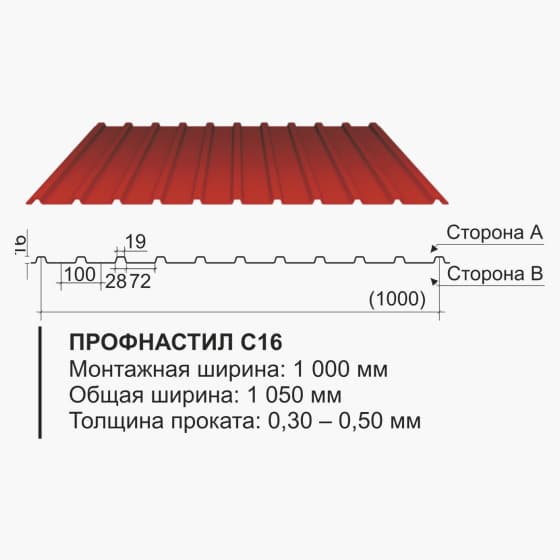 Сторона А
16
19
100
28
72
Сторона В
(1000)
ПРОФНАСТИЛ С16
Монтажная ширина: 1 000 мм
Общая ширина: 1 050 мм
Толщина проката: 0,30 – 0,50 мм